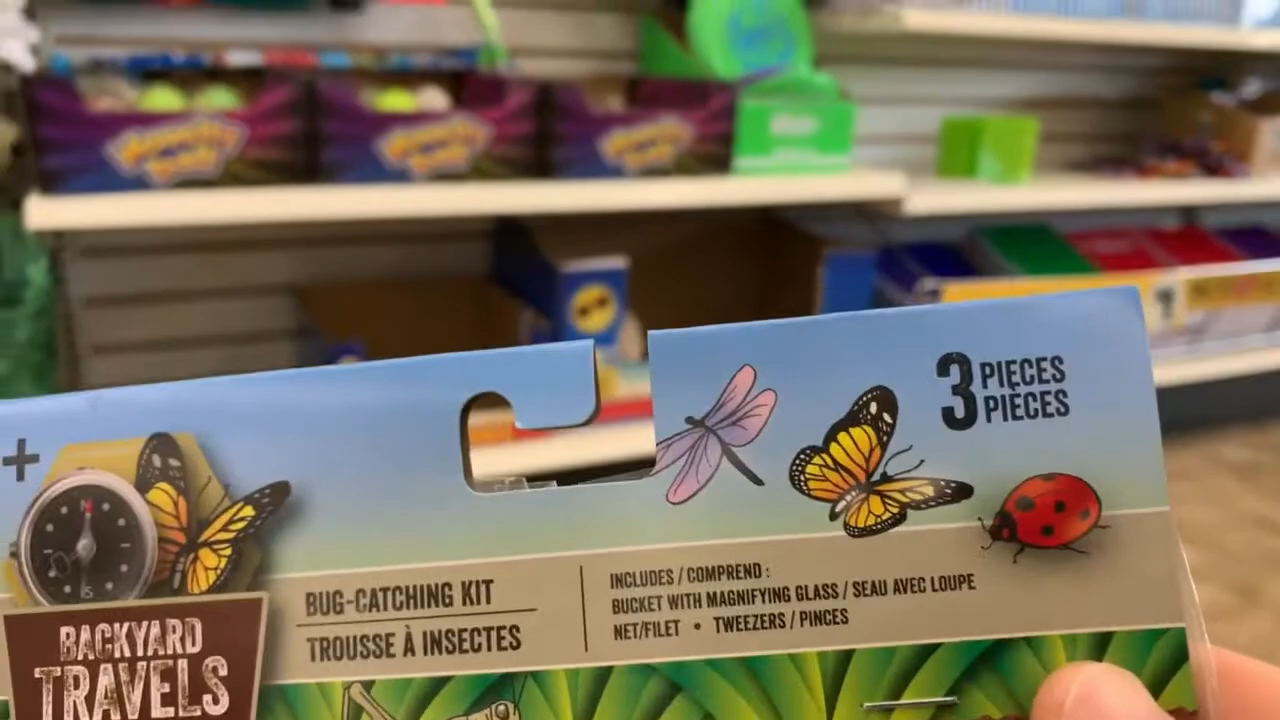 3 PIECES
PIÈCES
+
BACKYARD
TRAVELS
BUG-CATCHING KIT
TROUSSE À INSECTES
INCLUDES / COMPREND :
BUCKET WITH MAGNIFYING GLASS / SEAU AVEC LOUPE
NET/FILET • TWEEZERS / PINCES